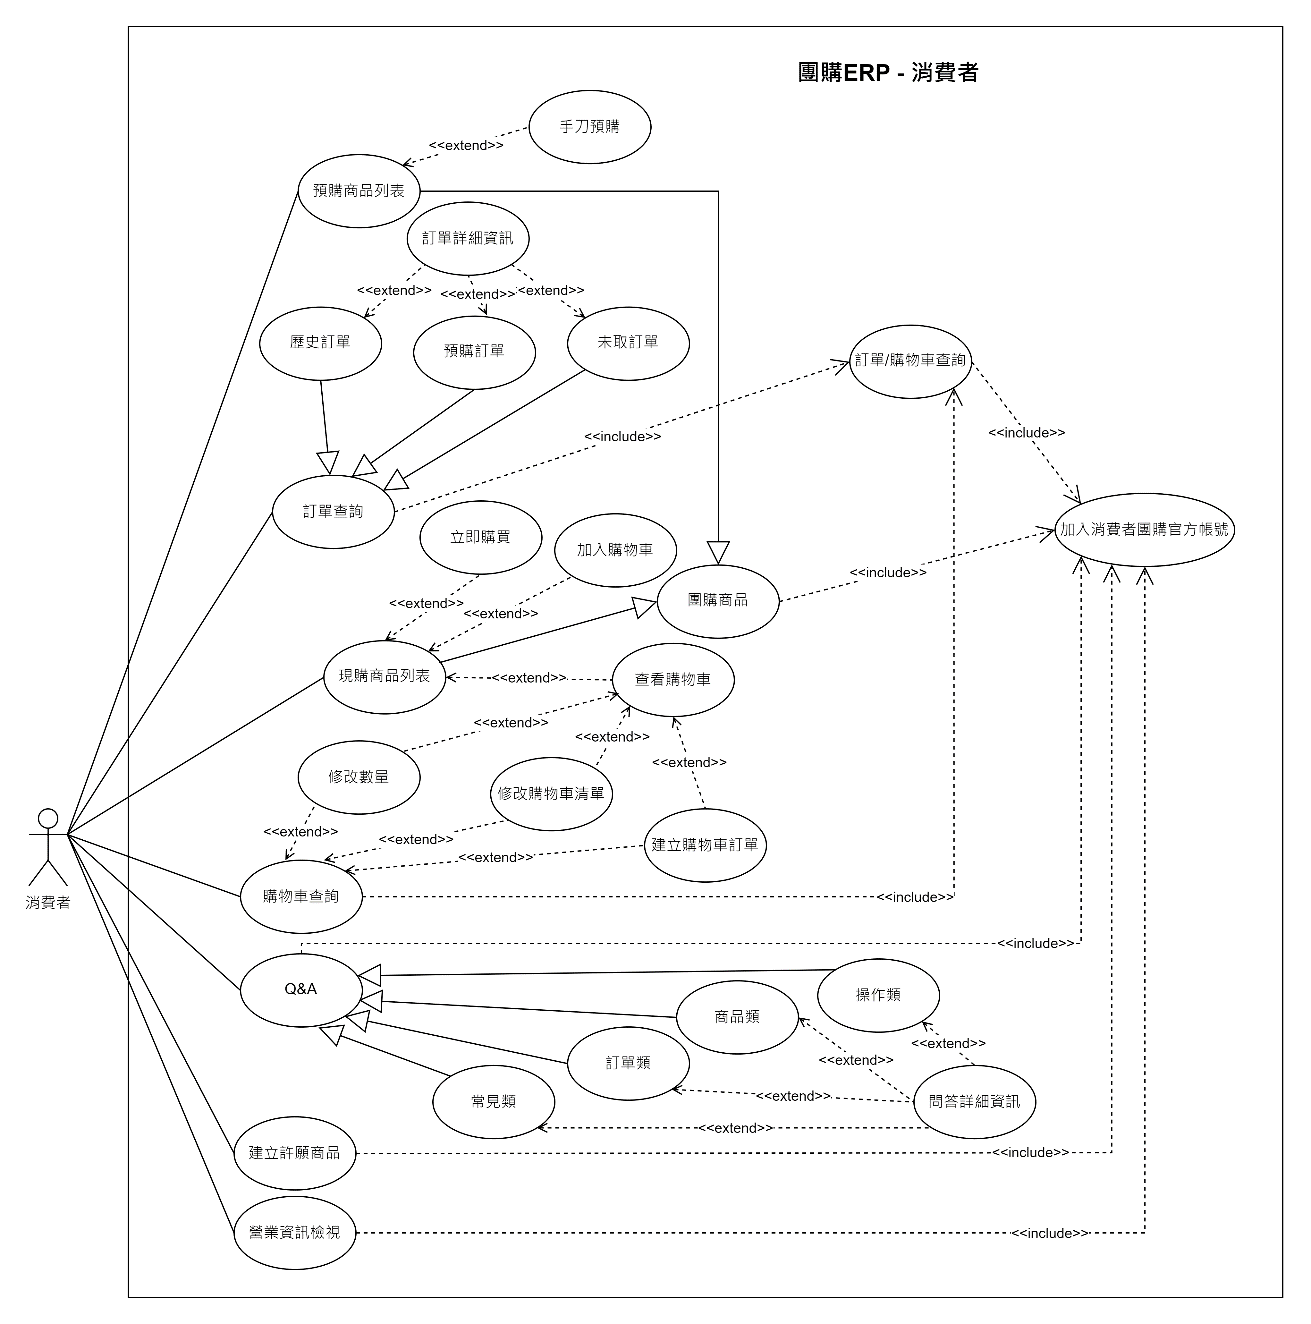 團購ERP - 消費者
手刀預購
<<extend>>
預購商品列表
訂單詳細資訊
<<extend>>
<<extend>>
<<extend>>
歷史訂單
預購訂單
未取訂單
訂單/購物車查詢
<<include>>
<<include>>
訂單查詢
立即購買
加入購物車
加入消費者團購官方帳號
<<include>>
<<extend>>
<<extend>>
團購商品
現購商品列表
<<extend>>
查看購物車
<<extend>>
<<extend>>
<<extend>>
修改數量
修改購物車清單
<<extend>>
<<extend>>
<<extend>>
建立購物車訂單
購物車查詢
<<include>>
消費者
<<include>>
Q&A
操作類
商品類
<<extend>>
<<extend>>
訂單類
<<extend>>
常見類
問答詳細資訊
<<extend>>
建立許願商品
<<include>>
營業資訊檢視
<<include>>